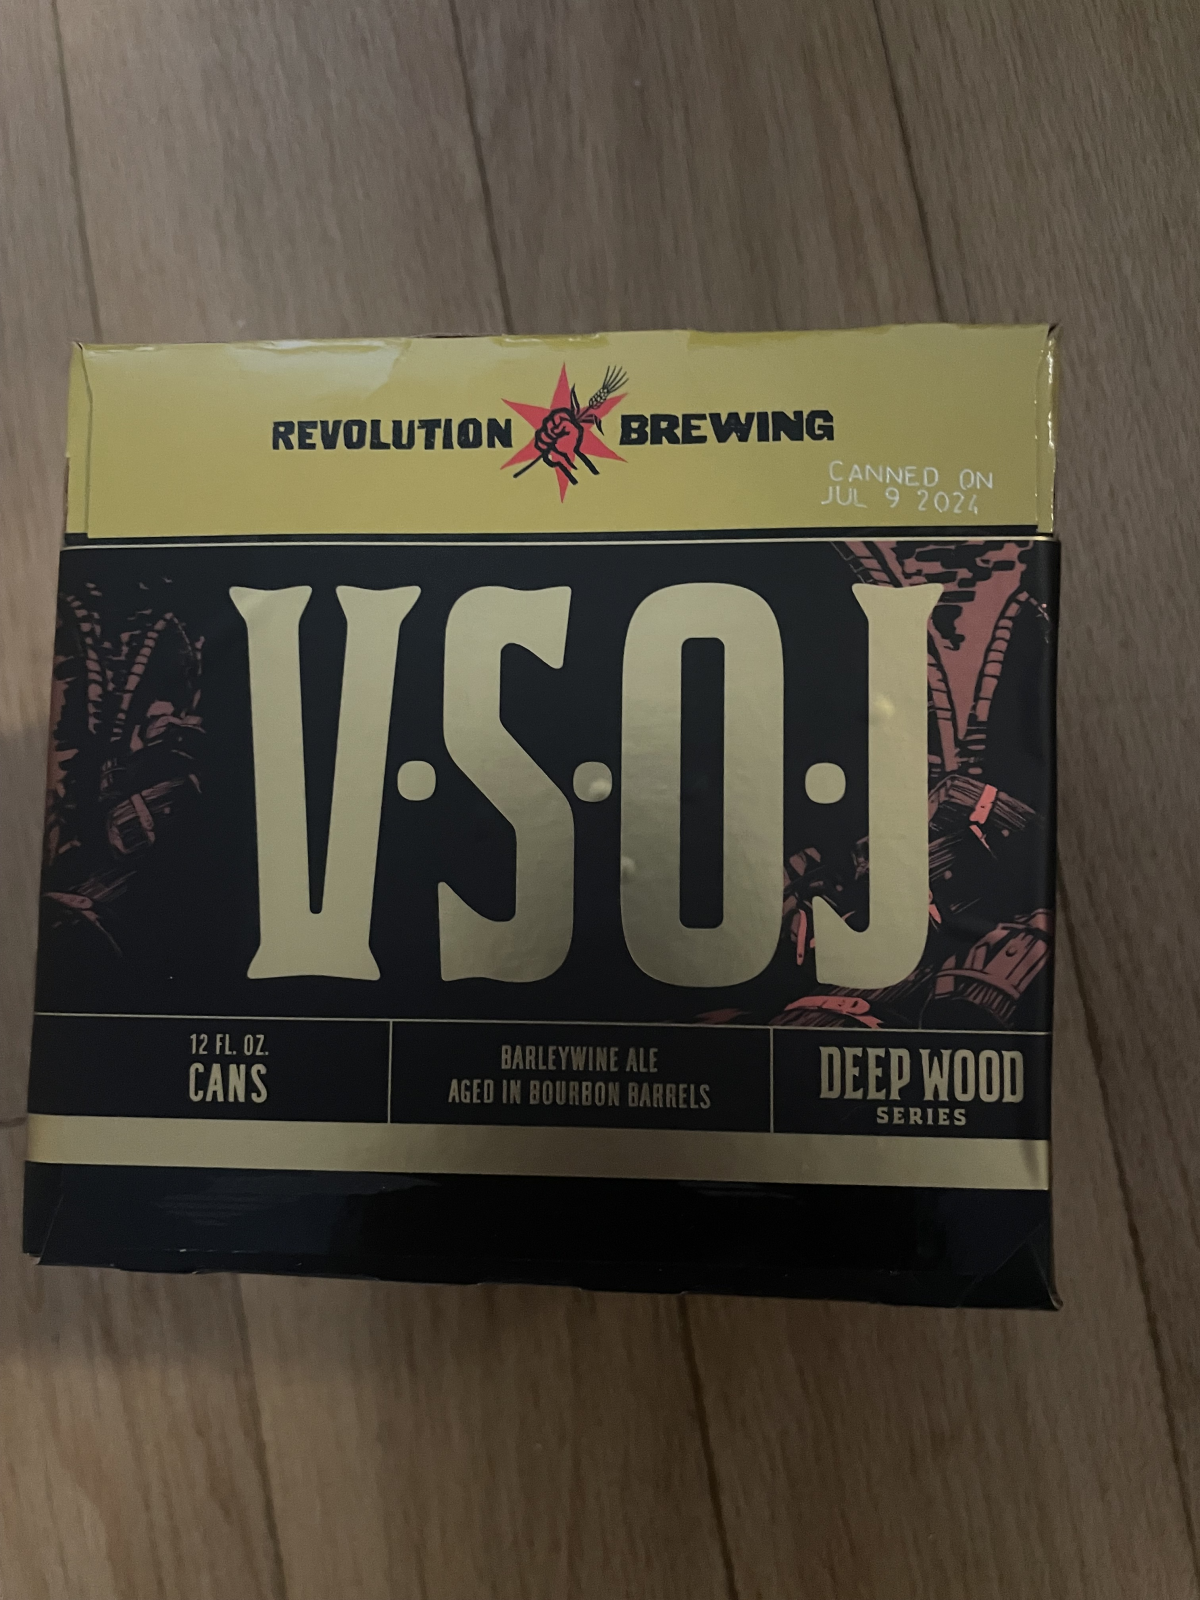 REVOLUTION BREWING
CANNED ON
JUL 9 2024
V·S·O·J
12 FL. OZ.
CANS
BARLEYWINE ALE
AGED IN BOURBON BARRELS
DEEP WOOD
SERIES